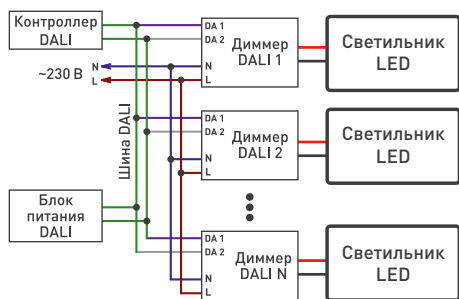 Контроллер
DALI
DA 1
DA 2
N
L
Диммер
DALI 1
Светильник
LED
~230 В
N
L
Шина DALI
DA 1
DA 2
N
L
Диммер
DALI 2
Светильник
LED
Блок
питания
DALI
DA 1
DA 2
N
L
Диммер
DALI N
Светильник
LED